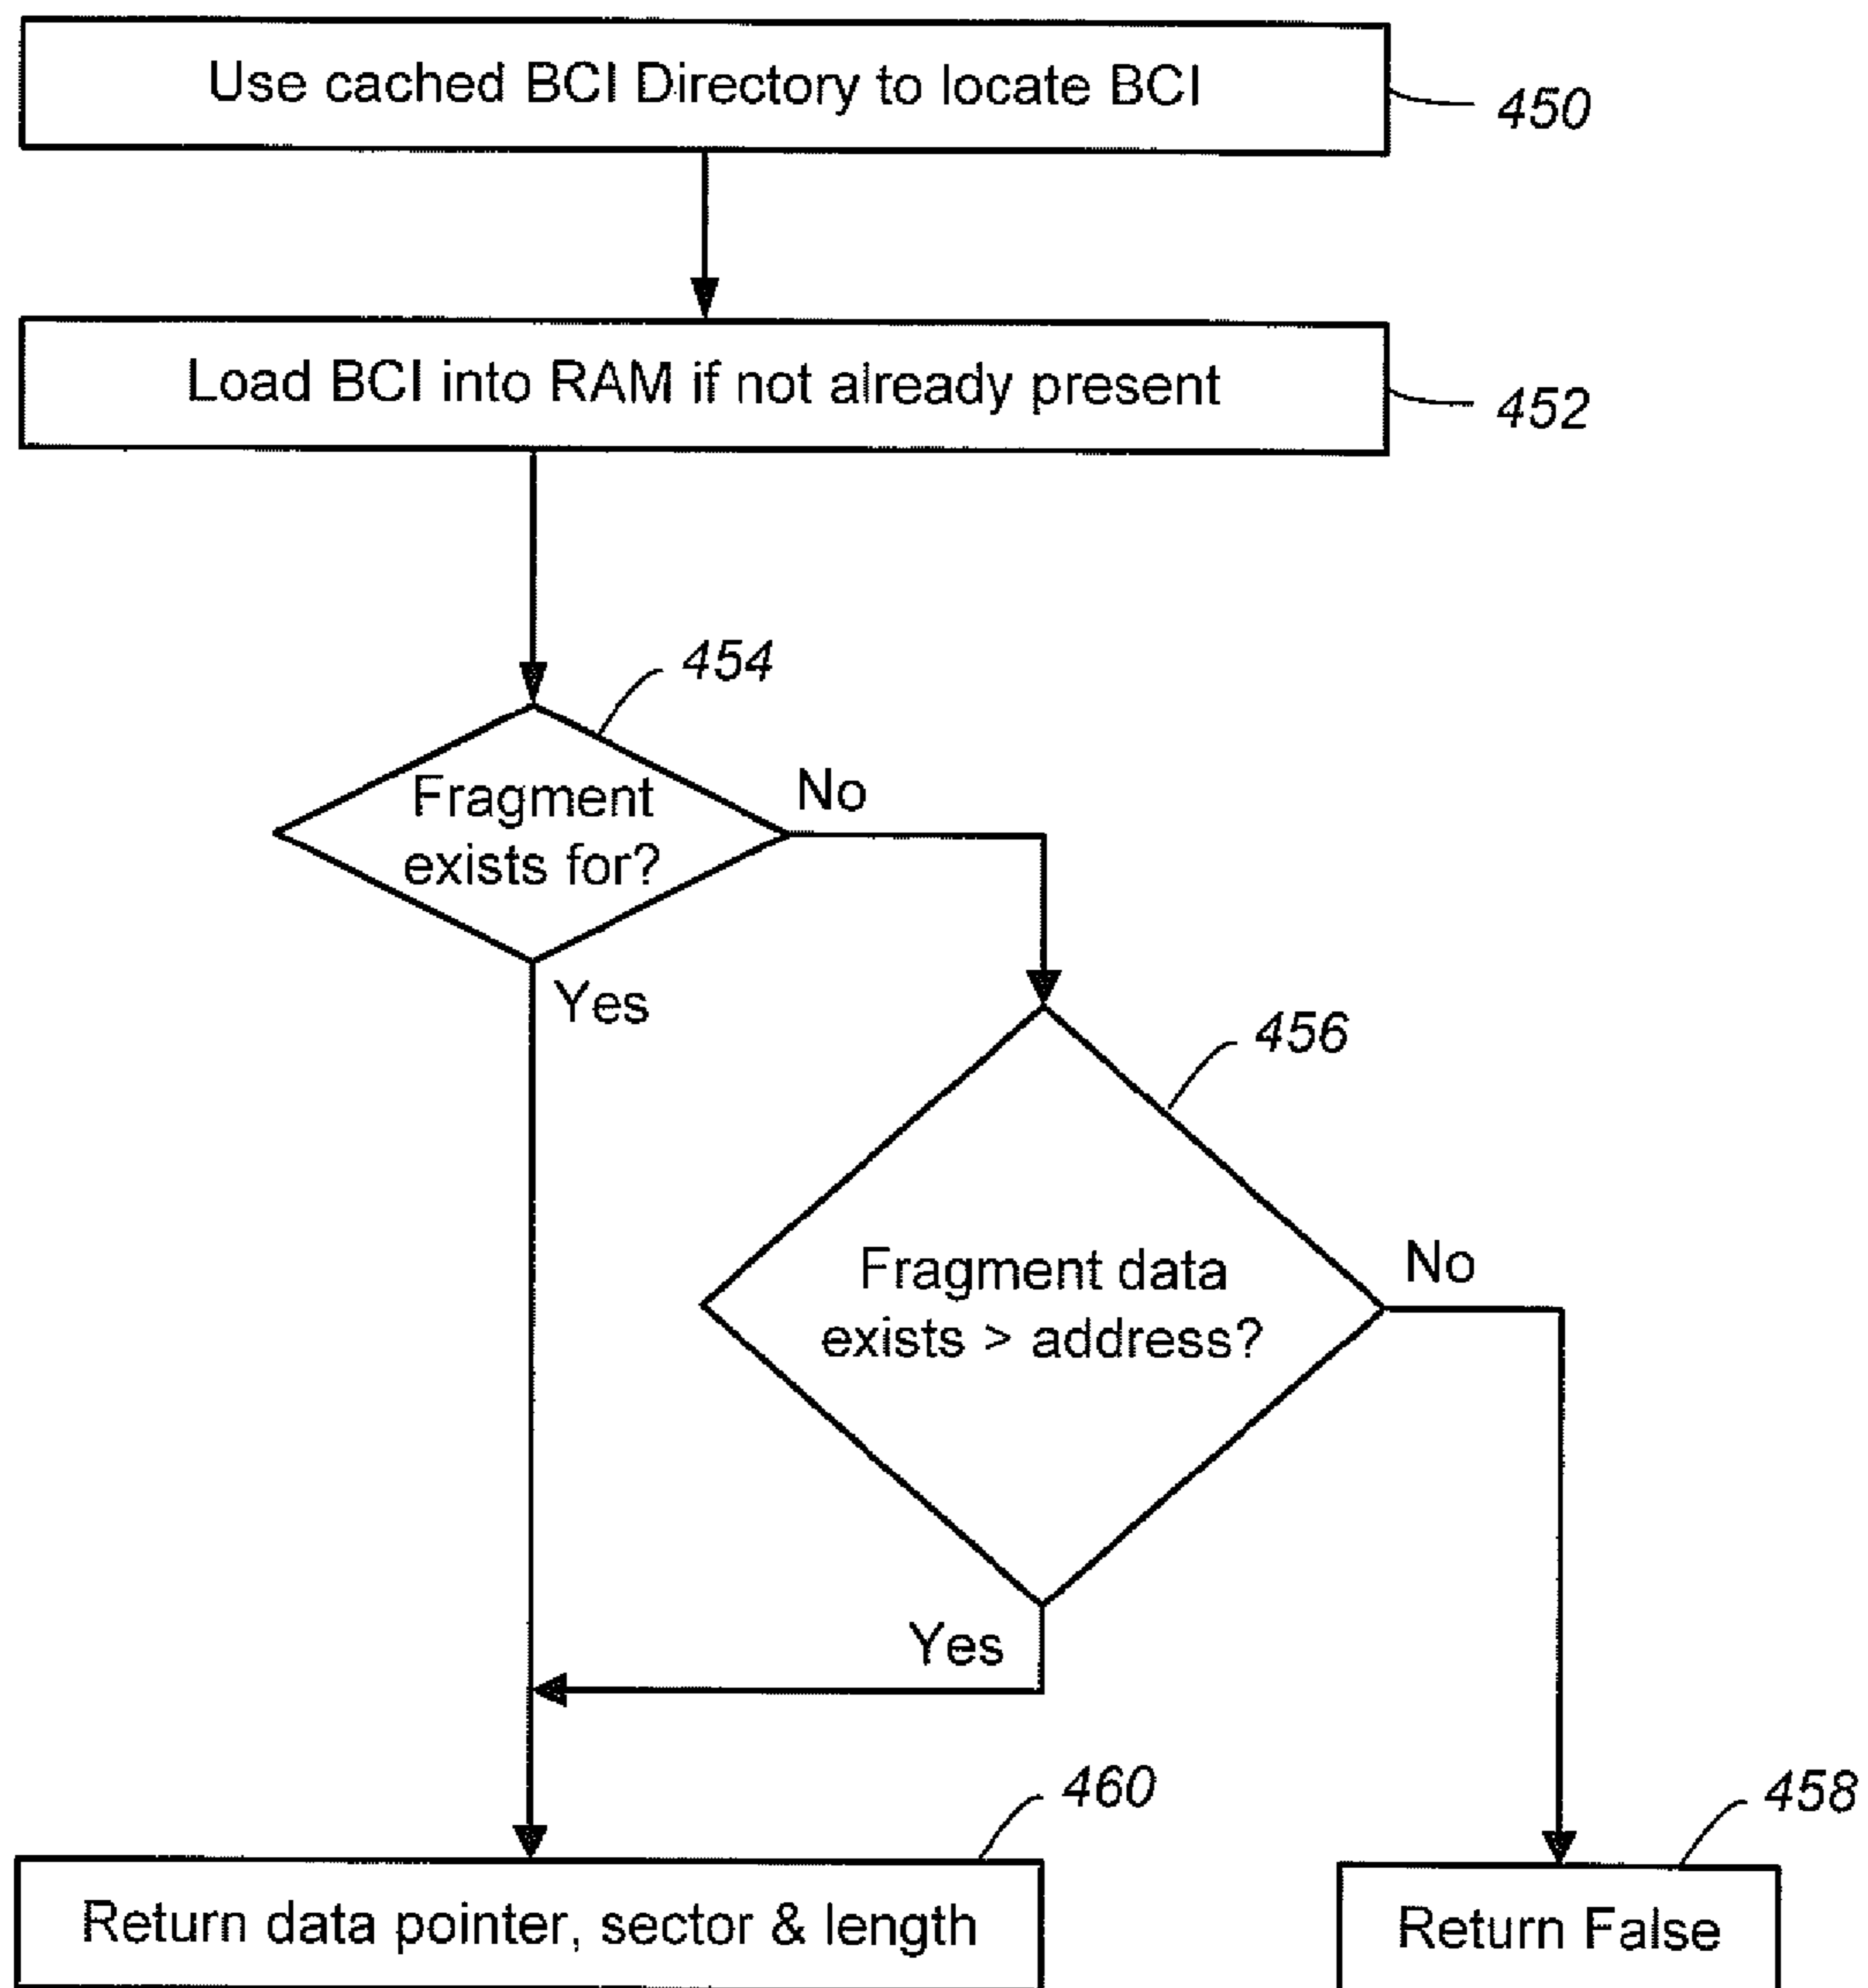 Use cached BCI Directory to locate BCI
450
Load BCI into RAM if not already present
452
454
Fragment
exists for?
No
Yes
456
Fragment data
exists > address?
No
Yes
460
458
Return data pointer, sector & length
Return False